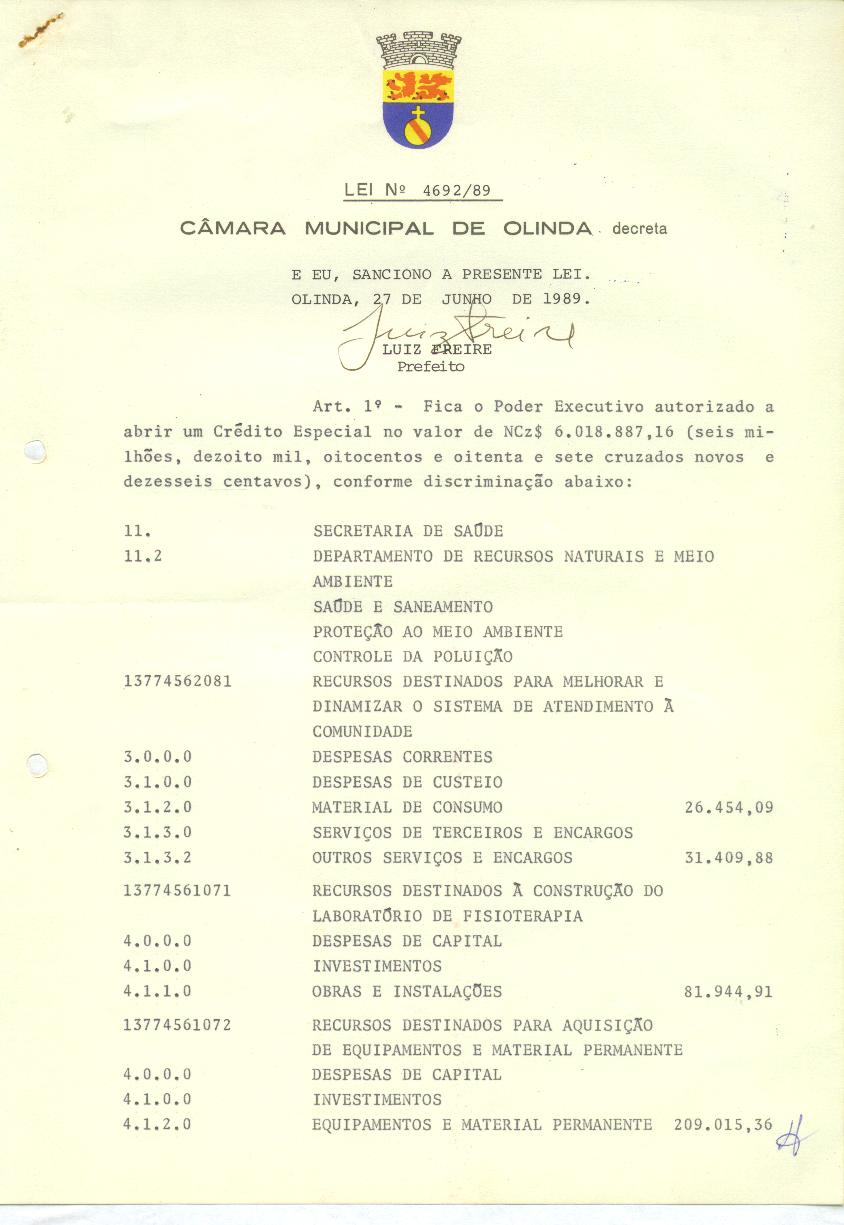 LEI Nº 4692/89
CÂMARA MUNICIPAL DE OLINDA decreta
E EU, SANCIONO A PRESENTE LEI.
OLINDA, 27 DE JUNHO DE 1989.
Luiz Freire
LUIZ FREIRE
Prefeito
Art. 1º - Fica o Poder Executivo autorizado a
abrir um Crédito Especial no valor de NCz$ 6.018.887,16 (seis mi-
lhões, dezoito mil, oitocentos e oitenta e sete cruzados novos e
dezesseis centavos), conforme discriminação abaixo:
11. SECRETARIA DE SAÚDE
11.2 DEPARTAMENTO DE RECURSOS NATURAIS E MEIO
AMBIENTE
SAÚDE E SANEAMENTO
PROTEÇÃO AO MEIO AMBIENTE
CONTROLE DA POLUIÇÃO
13774562081 RECURSOS DESTINADOS PARA MELHORAR E
DINAMIZAR O SISTEMA DE ATENDIMENTO À
COMUNIDADE
3.0.0.0 DESPESAS CORRENTES
3.1.0.0 DESPESAS DE CUSTEIO
3.1.2.0 MATERIAL DE CONSUMO 26.454,09
3.1.3.0 SERVIÇOS DE TERCEIROS E ENCARGOS
3.1.3.2 OUTROS SERVIÇOS E ENCARGOS 31.409,88
13774561071 RECURSOS DESTINADOS À CONSTRUÇÃO DO
LABORATÓRIO DE FISIOTERAPIA
4.0.0.0 DESPESAS DE CAPITAL
4.1.0.0 INVESTIMENTOS
4.1.1.0 OBRAS E INSTALAÇÕES 81.944,91
13774561072 RECURSOS DESTINADOS PARA AQUISIÇÃO
DE EQUIPAMENTOS E MATERIAL PERMANENTE
4.0.0.0 DESPESAS DE CAPITAL
4.1.0.0 INVESTIMENTOS
4.1.2.0 EQUIPAMENTOS E MATERIAL PERMANENTE 209.015,36